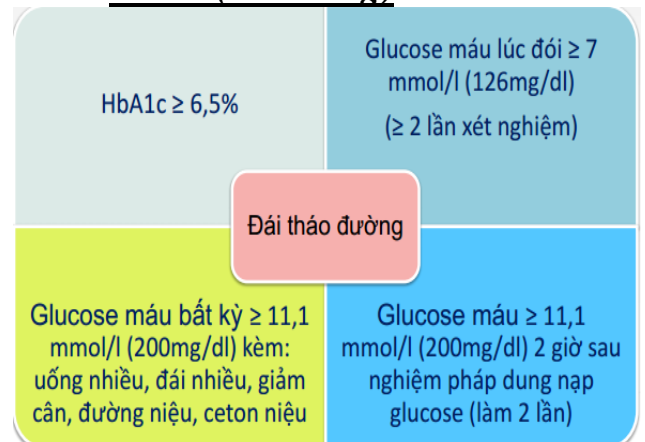 HbA1c ≥ 6,5%
Glucose máu lúc đói ≥ 7
mmol/l (126mg/dl)
(≥ 2 lần xét nghiệm)
Đái tháo đường
Glucose máu bất kỳ ≥ 11,1
mmol/l (200mg/dl) kèm:
uống nhiều, đái nhiều, giảm
cân, đường niệu, ceton niệu
Glucose máu ≥ 11,1
mmol/l (200mg/dl) 2 giờ sau
nghiệm pháp dung nạp
glucose (làm 2 lần)